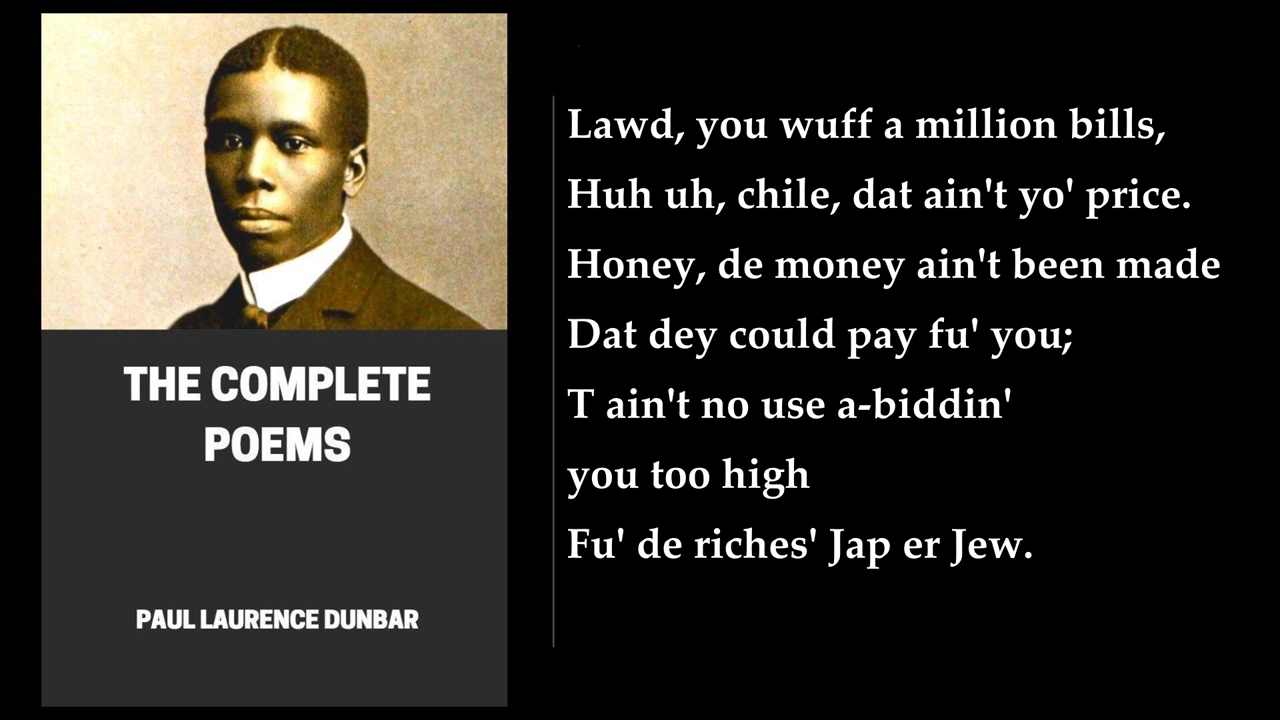 THE COMPLETE
POEMS
PAUL LAURENCE DUNBAR
Lawd, you wuff a million bills,
Huh uh, chile, dat ain't yo' price.
Honey, de money ain't been made
Dat dey could pay fu' you;
T ain't no use a-biddin'
you too high
Fu' de riches' Jap er Jew.